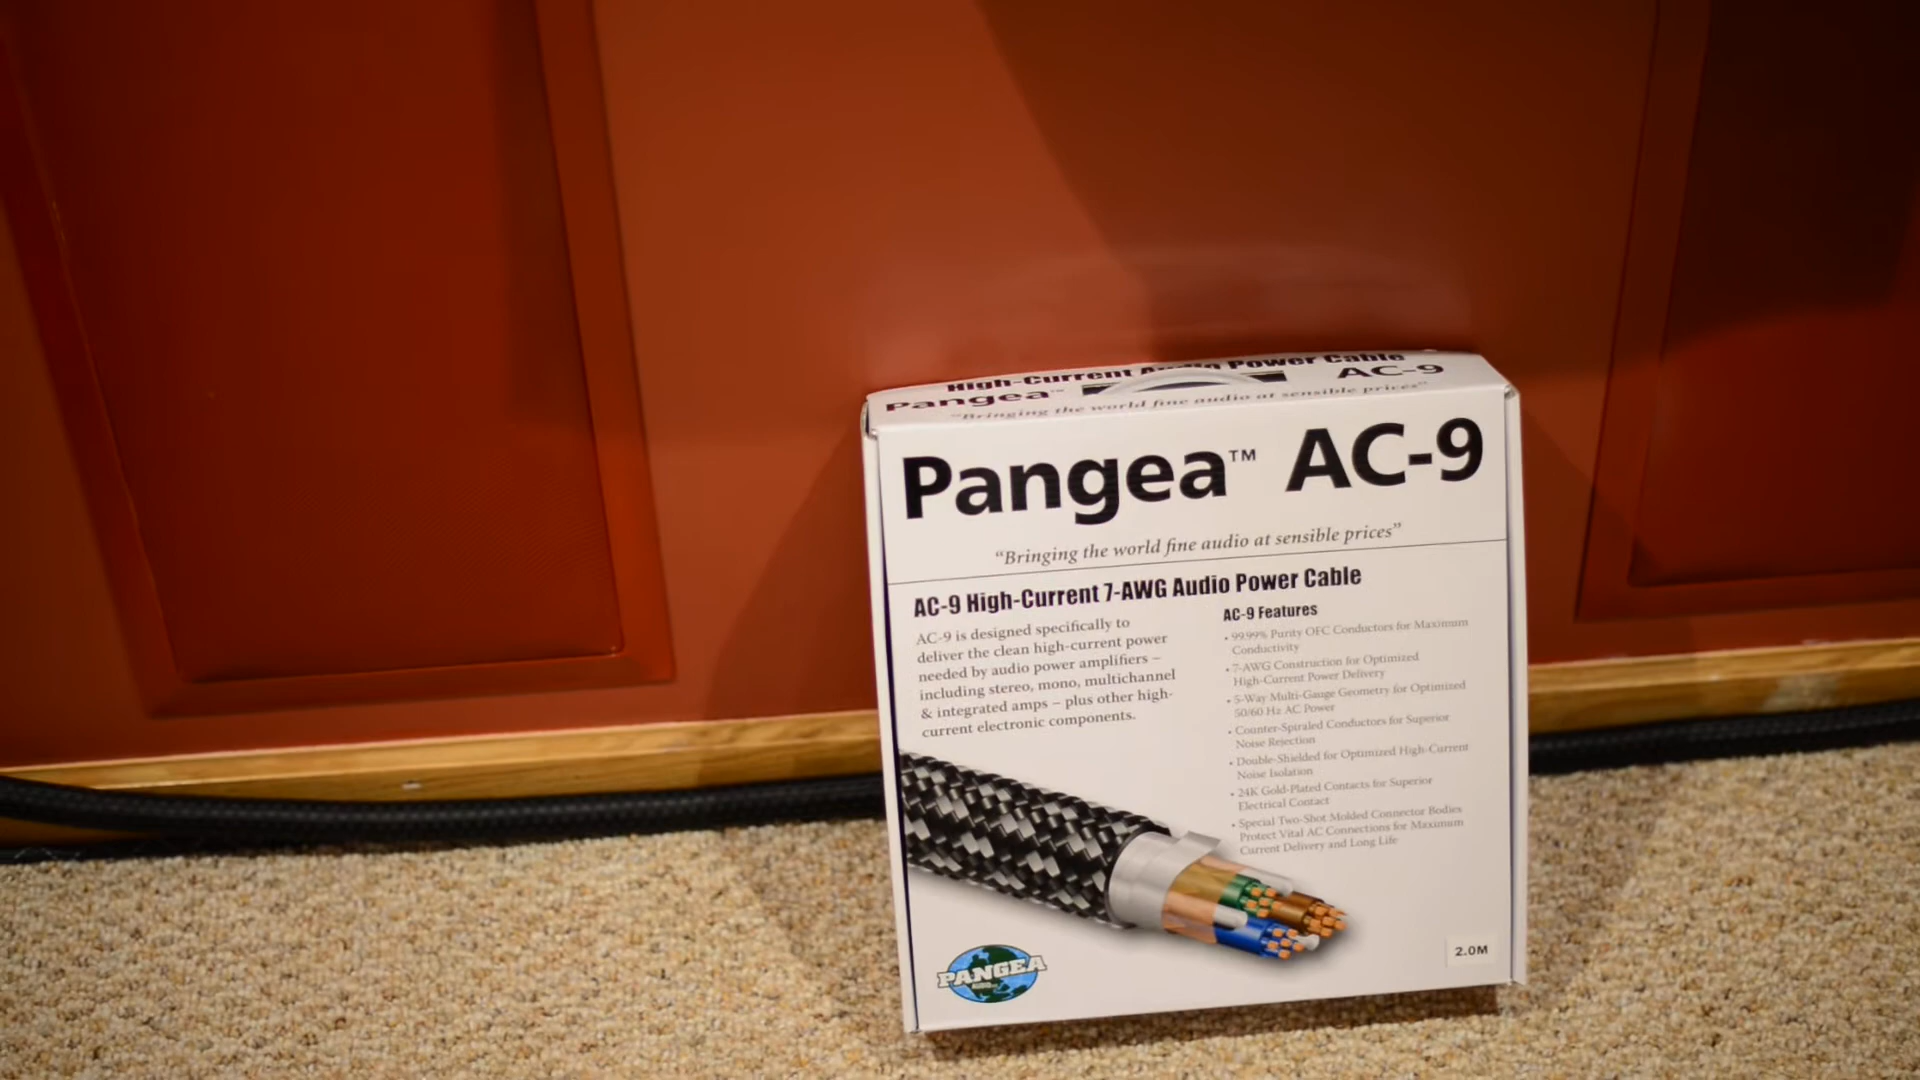 High-Current Audio Power Cable
Pangea™ AC-9
"Bringing the world fine audio at sensible prices"
Pangea™ AC-9
“Bringing the world fine audio at sensible prices”
AC-9 High-Current 7-AWG Audio Power Cable
AC-9 is designed specifically to
deliver the clean high-current power
needed by audio power amplifiers –
including stereo, mono, multichannel
& integrated amps – plus other high-
current electronic components.
AC-9 Features
• 99.99% Purity OFC Conductors for Maximum
Conductivity
• 7-AWG Construction for Optimized
High-Current Power Delivery
• 5-Way Multi-Gauge Geometry for Optimized
50/60 Hz AC Power
• Counter-Spiraled Conductors for Superior
Noise Rejection
• Double-Shielded for Optimized High-Current
Noise Isolation
• 24K Gold-Plated Contacts for Superior
Electrical Contact
• Special Two-Shot Molded Connector Bodies
Protect Vital AC Connections for Maximum
Current Delivery and Long Life
PANGEA
AUDIO
2.0M